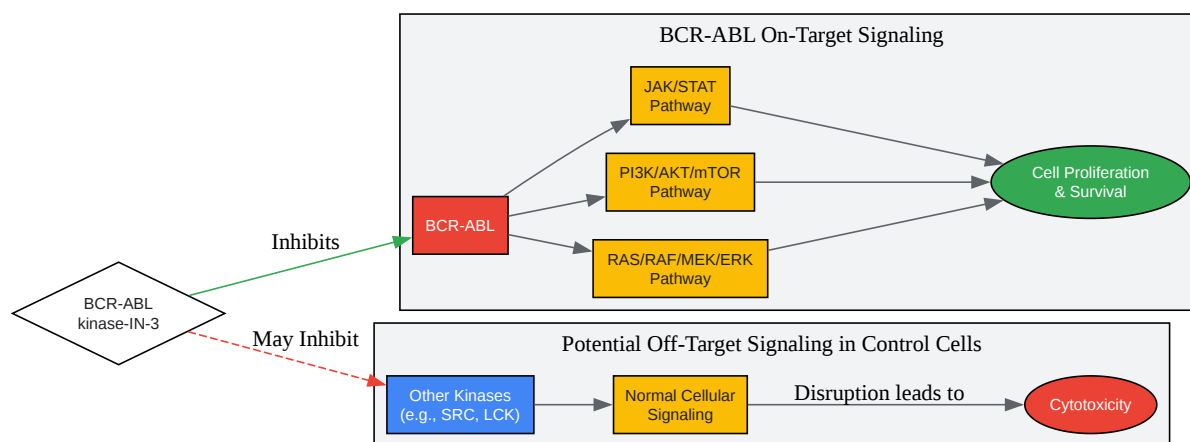 BCR-ABL On-Target Signaling
JAK/STAT
Pathway
PI3K/AKT/mTOR
Pathway
Cell Proliferation
& Survival
BCR-ABL
Inhibits
RAS/RAF/MEK/ERK
Pathway
BCR-ABL
kinase-IN-3
May Inhibit
Potential Off-Target Signaling in Control Cells
Other Kinases
(e.g., SRC, LCK)
Normal Cellular
Signaling
Disruption leads to
Cytotoxicity